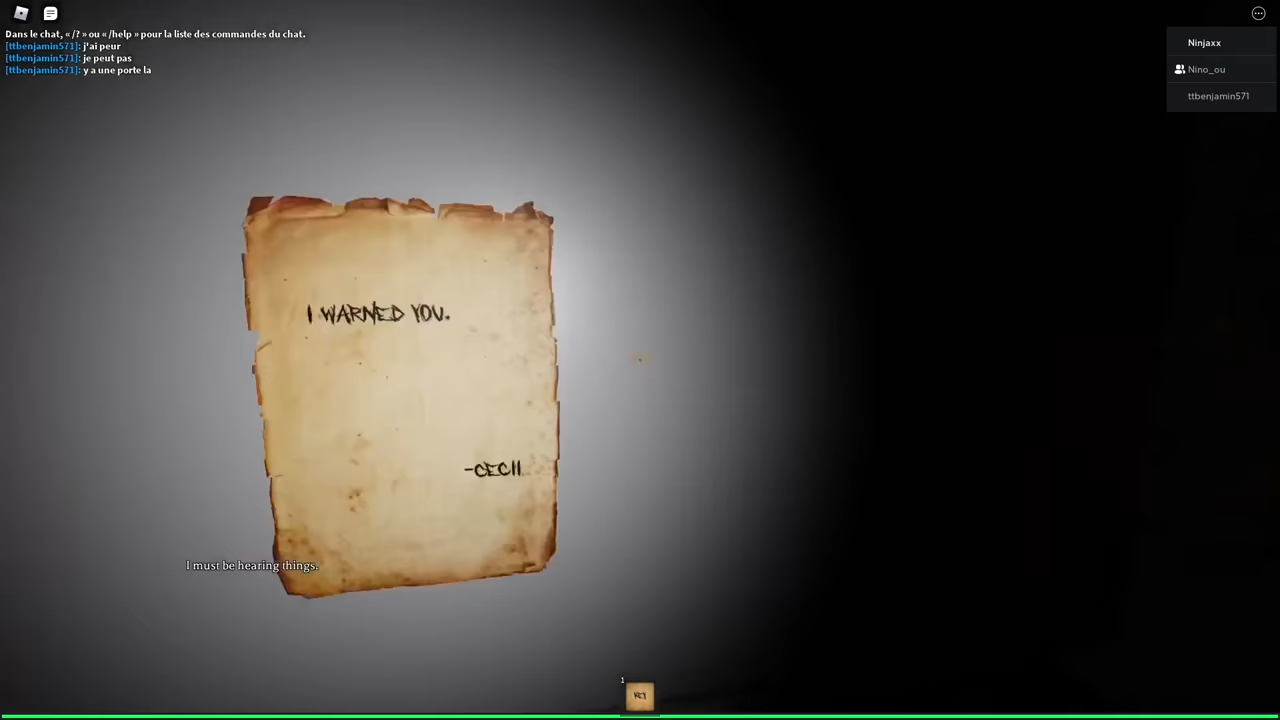 Dans le chat, « /? » ou « /help » pour la liste des commandes du chat.
[ttbenjamin571]: j'ai peur
[ttbenjamin571]: je peut pas
[ttbenjamin571]: y a une porte la
Ninjaxx
Nino_ou
ttbenjamin571
I WARNED YOU.
-CECIl
I must be hearing things.
1
KEY